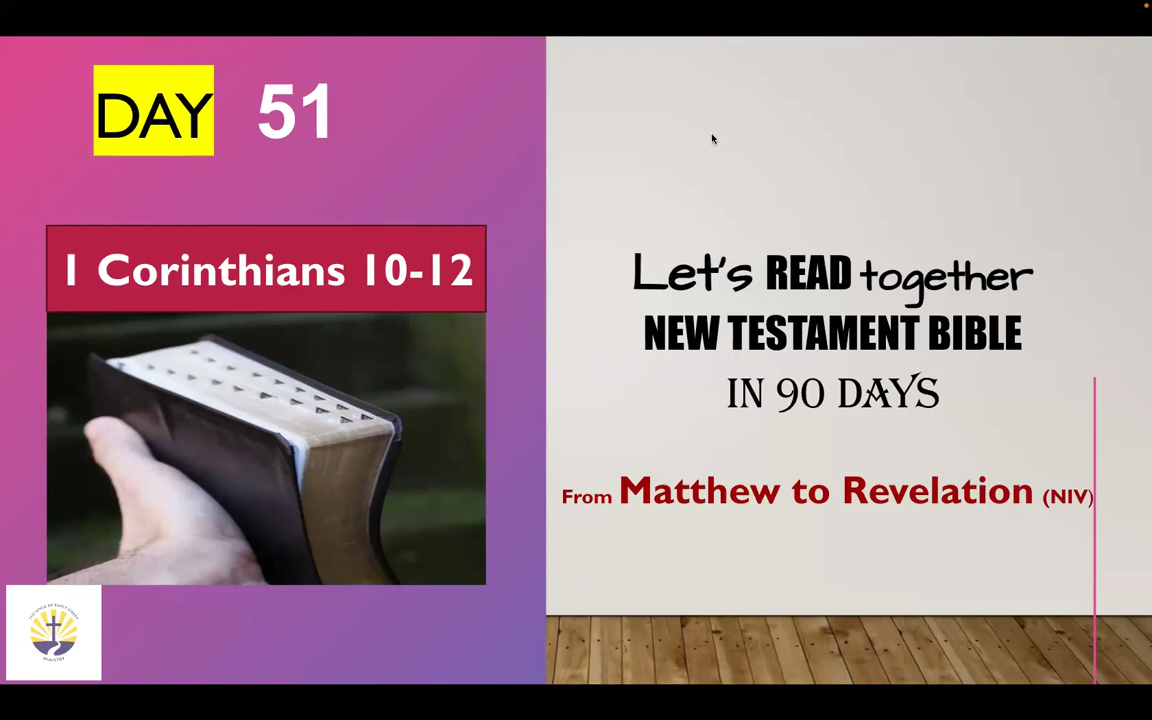 DAY 51
1 Corinthians 10-12
Let's READ together
NEW TESTAMENT BIBLE
IN 90 DAYS
From Matthew to Revelation (NIV)
MINISTRY